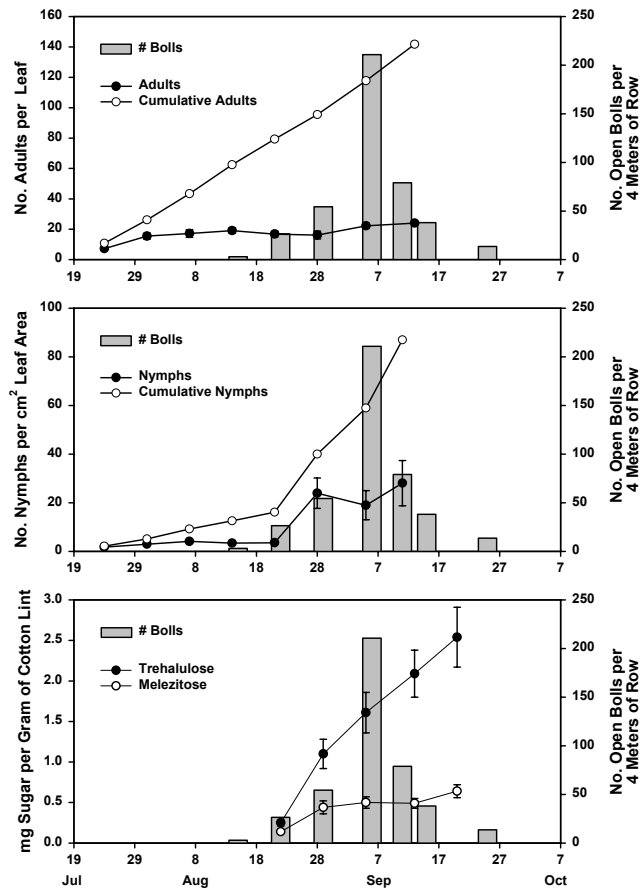 No. Adults per Leaf
160
140
120
100
80
60
40
20
0
# Bolls
Adults
Cumulative Adults
250
200
150
100
50
0
No. Open Bolls per
4 Meters of Row
19 29 8 18 28 7 17 27 7
No. Nymphs per cm² Leaf Area
100
80
60
40
20
0
# Bolls
Nymphs
Cumulative Nymphs
250
200
150
100
50
0
No. Open Bolls per
4 Meters of Row
19 29 8 18 28 7 17 27 7
mg Sugar per Gram of Cotton Lint
3.0
2.5
2.0
1.5
1.0
0.5
0.0
# Bolls
Trehalulose
Melezitose
250
200
150
100
50
0
No. Open Bolls per
4 Meters of Row
19 29 8 18 28 7 17 27 7
Jul Aug Sep Oct